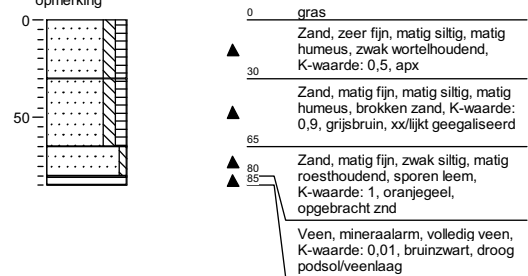 opmerking
0
50
0 gras
Zand, zeer fijn, matig siltig, matig
humeus, zwak wortelhoudend,
K-waarde: 0,5, apx
30
Zand, matig fijn, matig siltig, matig
humeus, brokken zand, K-waarde:
0,9, grijsbruin, xx/lijkt geegaliseerd
65
Zand, matig fijn, zwak siltig, matig
roesthoudend, sporen leem,
K-waarde: 1, oranjegeel,
opgebracht znd
80
85
Veen, mineraalarm, volledig veen,
K-waarde: 0,01, bruinzwart, droog
podsol/veenlaag